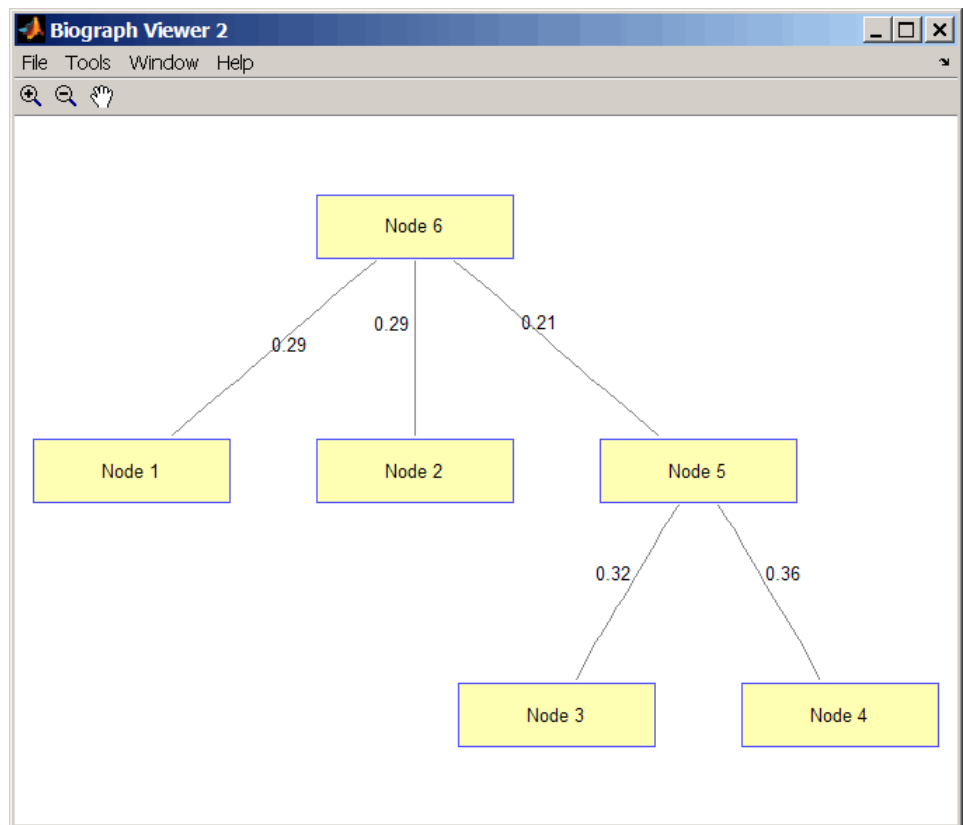 Biograph Viewer 2
File Tools Window Help
Node 6
0.29
0.29
0.21
Node 1
Node 2
Node 5
0.32
0.36
Node 3
Node 4